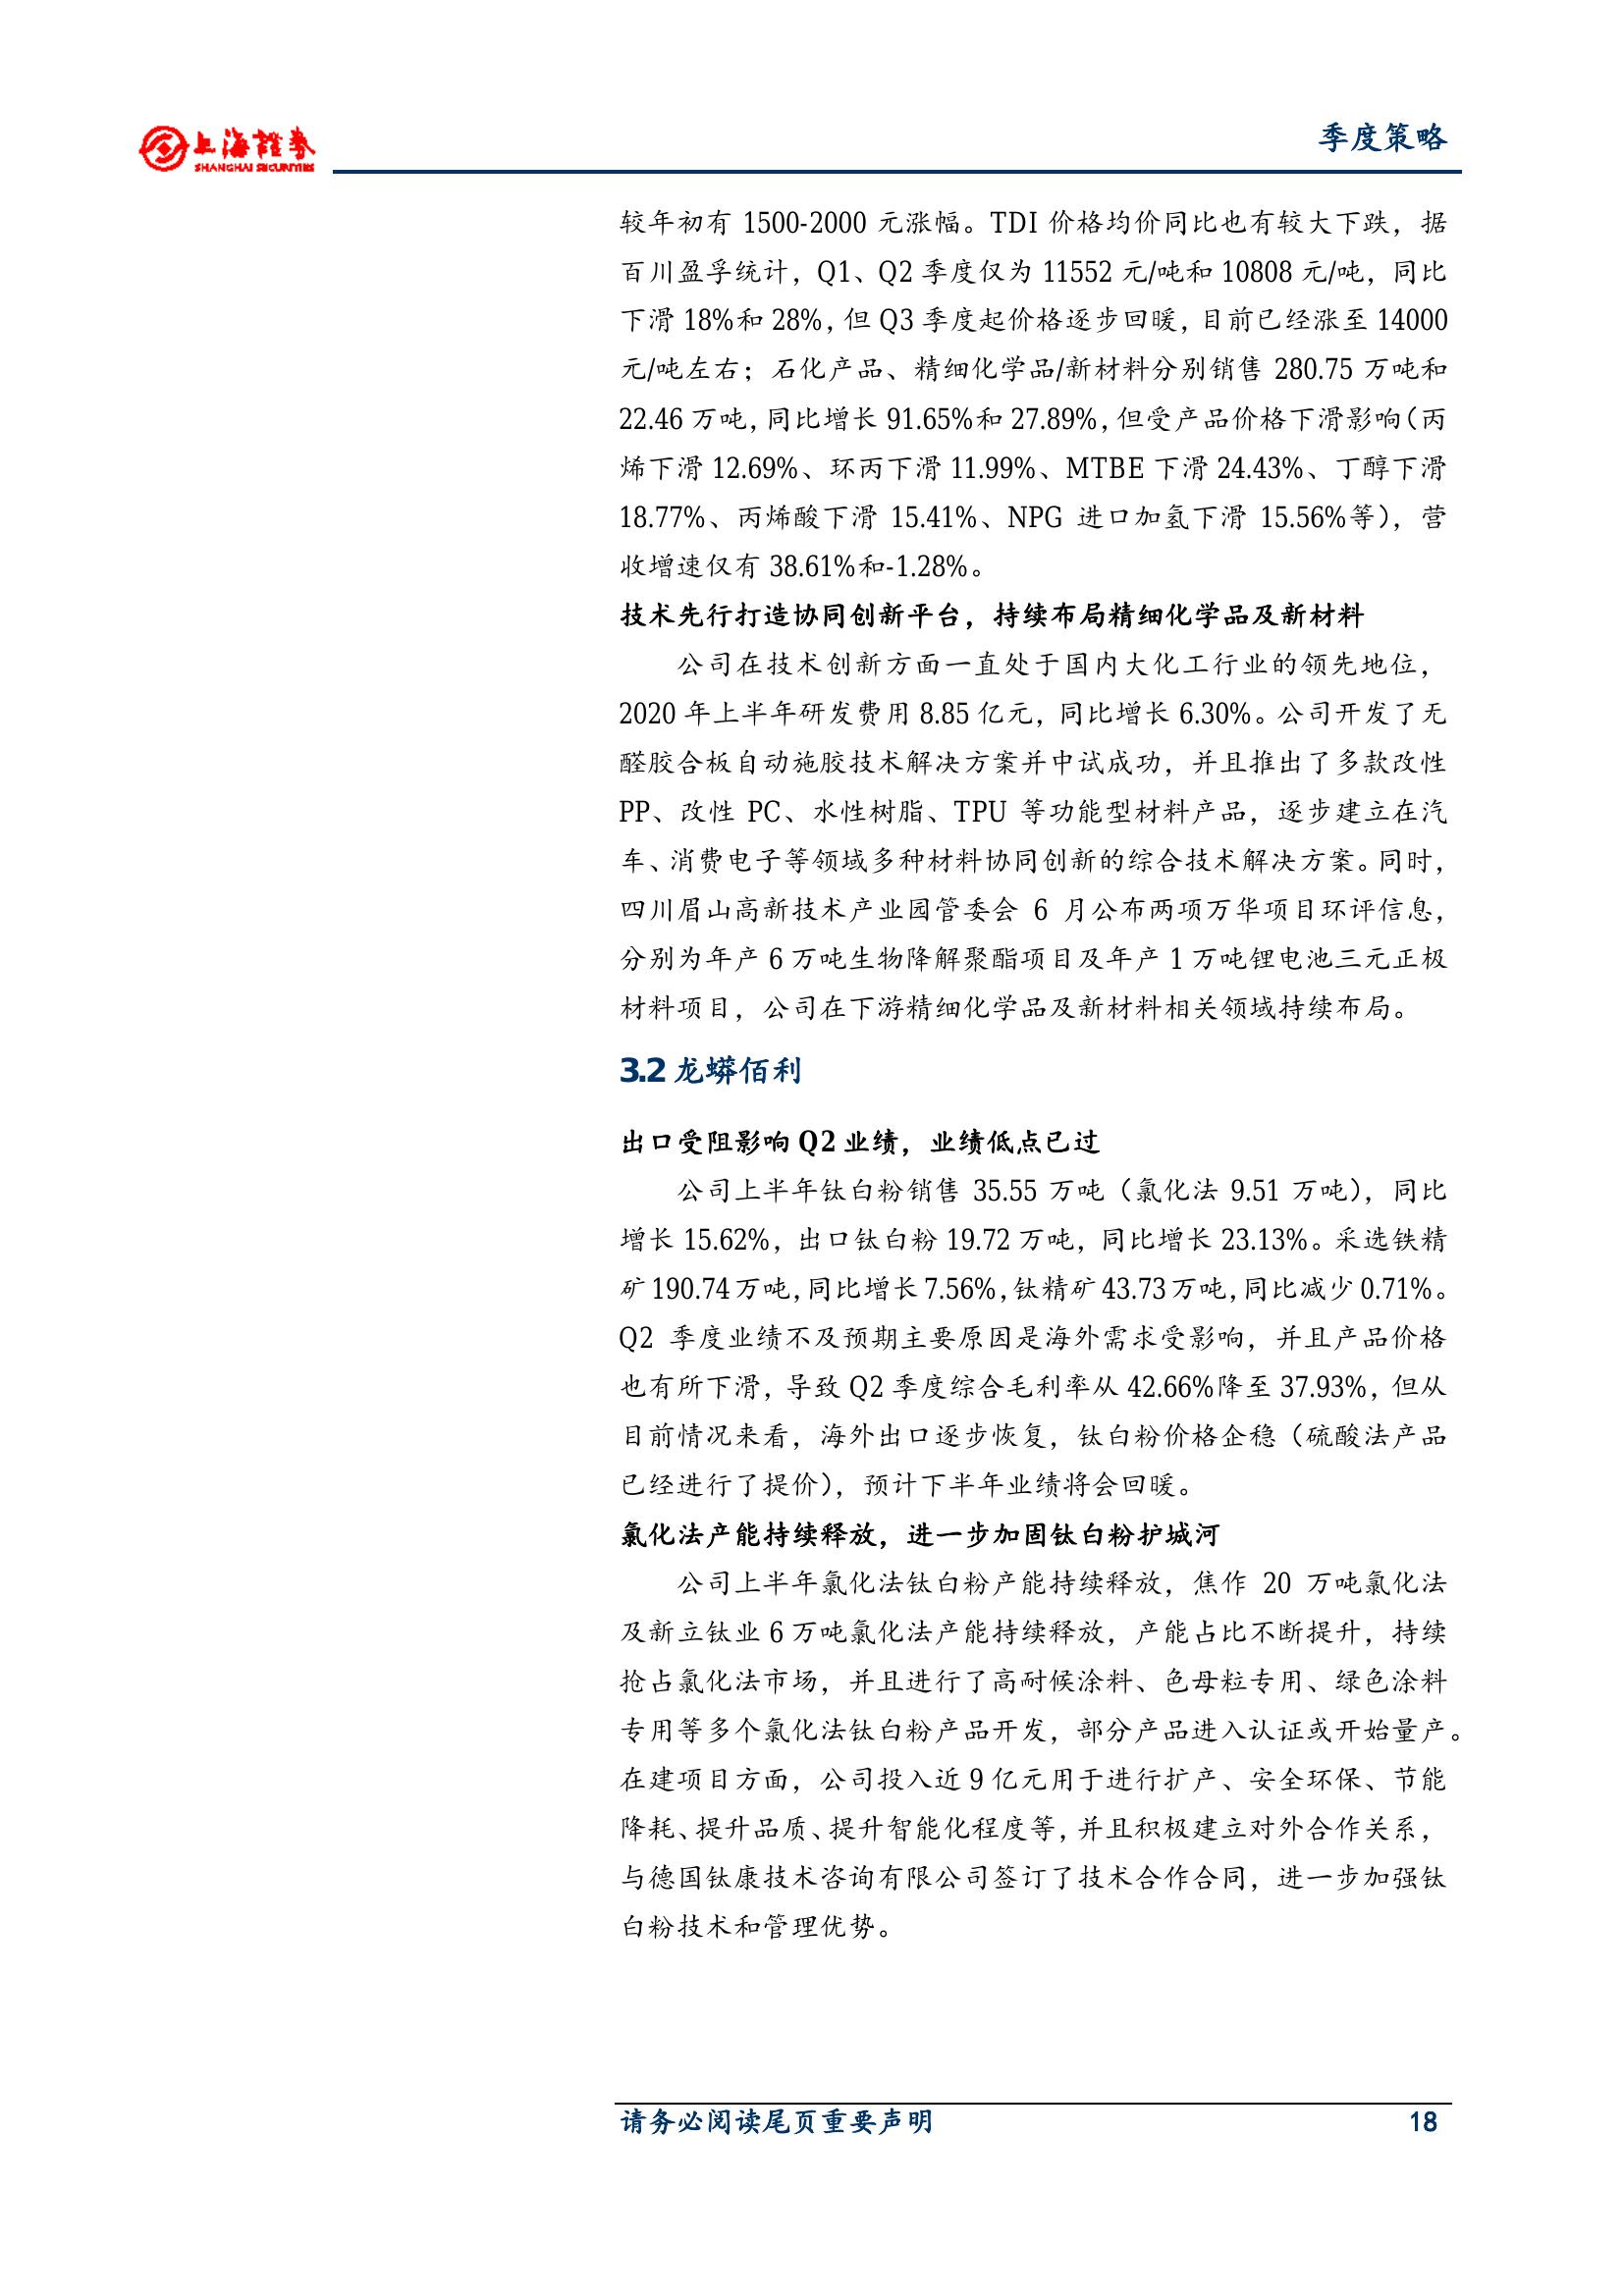 上海證券
SHANGHAI SECURITIES
季度策略
较年初有 1500-2000 元涨幅。TDI 价格均价同比也有较大下跌，据
百川盈孚统计，Q1、Q2 季度仅为 11552 元/吨和 10808 元/吨，同比
下滑 18%和 28%，但 Q3 季度起价格逐步回暖，目前已经涨至 14000
元/吨左右；石化产品、精细化学品/新材料分别销售 280.75 万吨和
22.46 万吨，同比增长 91.65%和 27.89%，但受产品价格下滑影响（丙
烯下滑 12.69%、环丙下滑 11.99%、MTBE 下滑 24.43%、丁醇下滑
18.77%、丙烯酸下滑 15.41%、NPG 进口加氢下滑 15.56%等），营
收增速仅有 38.61%和-1.28%。
技术先行打造协同创新平台，持续布局精细化学品及新材料
公司在技术创新方面一直处于国内大化工行业的领先地位，
2020 年上半年研发费用 8.85 亿元，同比增长 6.30%。公司开发了无
醛胶合板自动施胶技术解决方案并中试成功，并且推出了多款改性
PP、改性 PC、水性树脂、TPU 等功能型材料产品，逐步建立在汽
车、消费电子等领域多种材料协同创新的综合技术解决方案。同时，
四川眉山高新技术产业园管委会 6 月公布两项万华项目环评信息，
分别为年产 6 万吨生物降解聚酯项目及年产 1 万吨锂电池三元正极
材料项目，公司在下游精细化学品及新材料相关领域持续布局。
3.2 龙蟒佰利
出口受阻影响 Q2 业绩，业绩低点已过
公司上半年钛白粉销售 35.55 万吨（氯化法 9.51 万吨），同比
增长 15.62%，出口钛白粉 19.72 万吨，同比增长 23.13%。采选铁精
矿 190.74 万吨，同比增长 7.56%，钛精矿 43.73 万吨，同比减少 0.71%。
Q2 季度业绩不及预期主要原因是海外需求受影响，并且产品价格
也有所下滑，导致 Q2 季度综合毛利率从 42.66%降至 37.93%，但从
目前情况来看，海外出口逐步恢复，钛白粉价格企稳（硫酸法产品
已经进行了提价），预计下半年业绩将会回暖。
氯化法产能持续释放，进一步加固钛白粉护城河
公司上半年氯化法钛白粉产能持续释放，焦作 20 万吨氯化法
及新立钛业 6 万吨氯化法产能持续释放，产能占比不断提升，持续
抢占氯化法市场，并且进行了高耐候涂料、色母粒专用、绿色涂料
专用等多个氯化法钛白粉产品开发，部分产品进入认证或开始量产。
在建项目方面，公司投入近 9 亿元用于进行扩产、安全环保、节能
降耗、提升品质、提升智能化程度等，并且积极建立对外合作关系，
与德国钛康技术咨询有限公司签订了技术合作合同，进一步加强钛
白粉技术和管理优势。
请务必阅读尾页重要声明
18